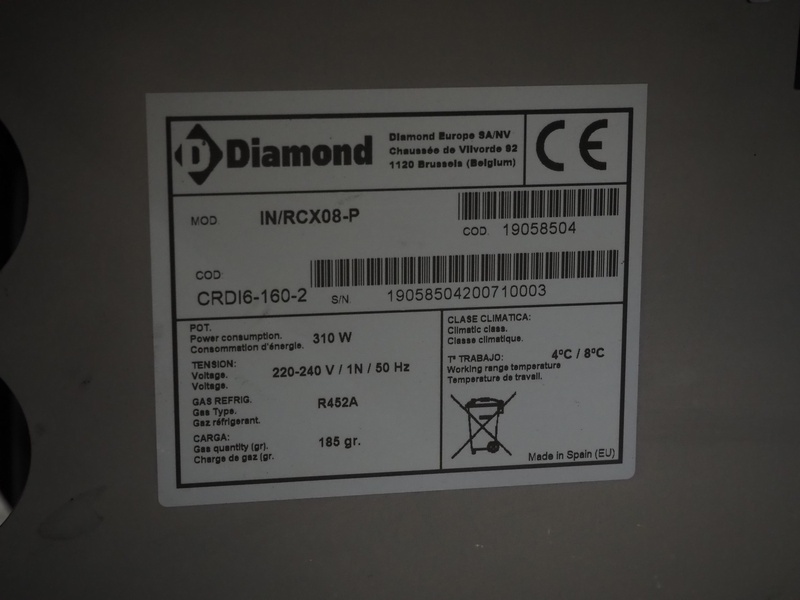 D Diamond
Diamond Europe SA/NV
Chaussée de Vilvorde 92
1120 Brussels (Belgium)
CE
MOD. IN/RCX08-P
COD. 19058504
COD:
CRDI6-160-2 S/N. 19058504200710003
POT.
Power consumption. 310 W
Consommation d'énergie.
TENSION:
Voltage. 220-240 V / 1N / 50 Hz
Voltage.
GAS REFRIG.
Gas Type. R452A
Gaz réfrigerant.
CARGA:
Gas quantity (gr). 185 gr.
Charge de gaz (gr.
CLASE CLIMATICA:
Climatic class.
Classe climatique.
Tª TRABAJO: 4ºC / 8ºC
Working range temperature
Temperature de travail.
Made in Spain (EU)